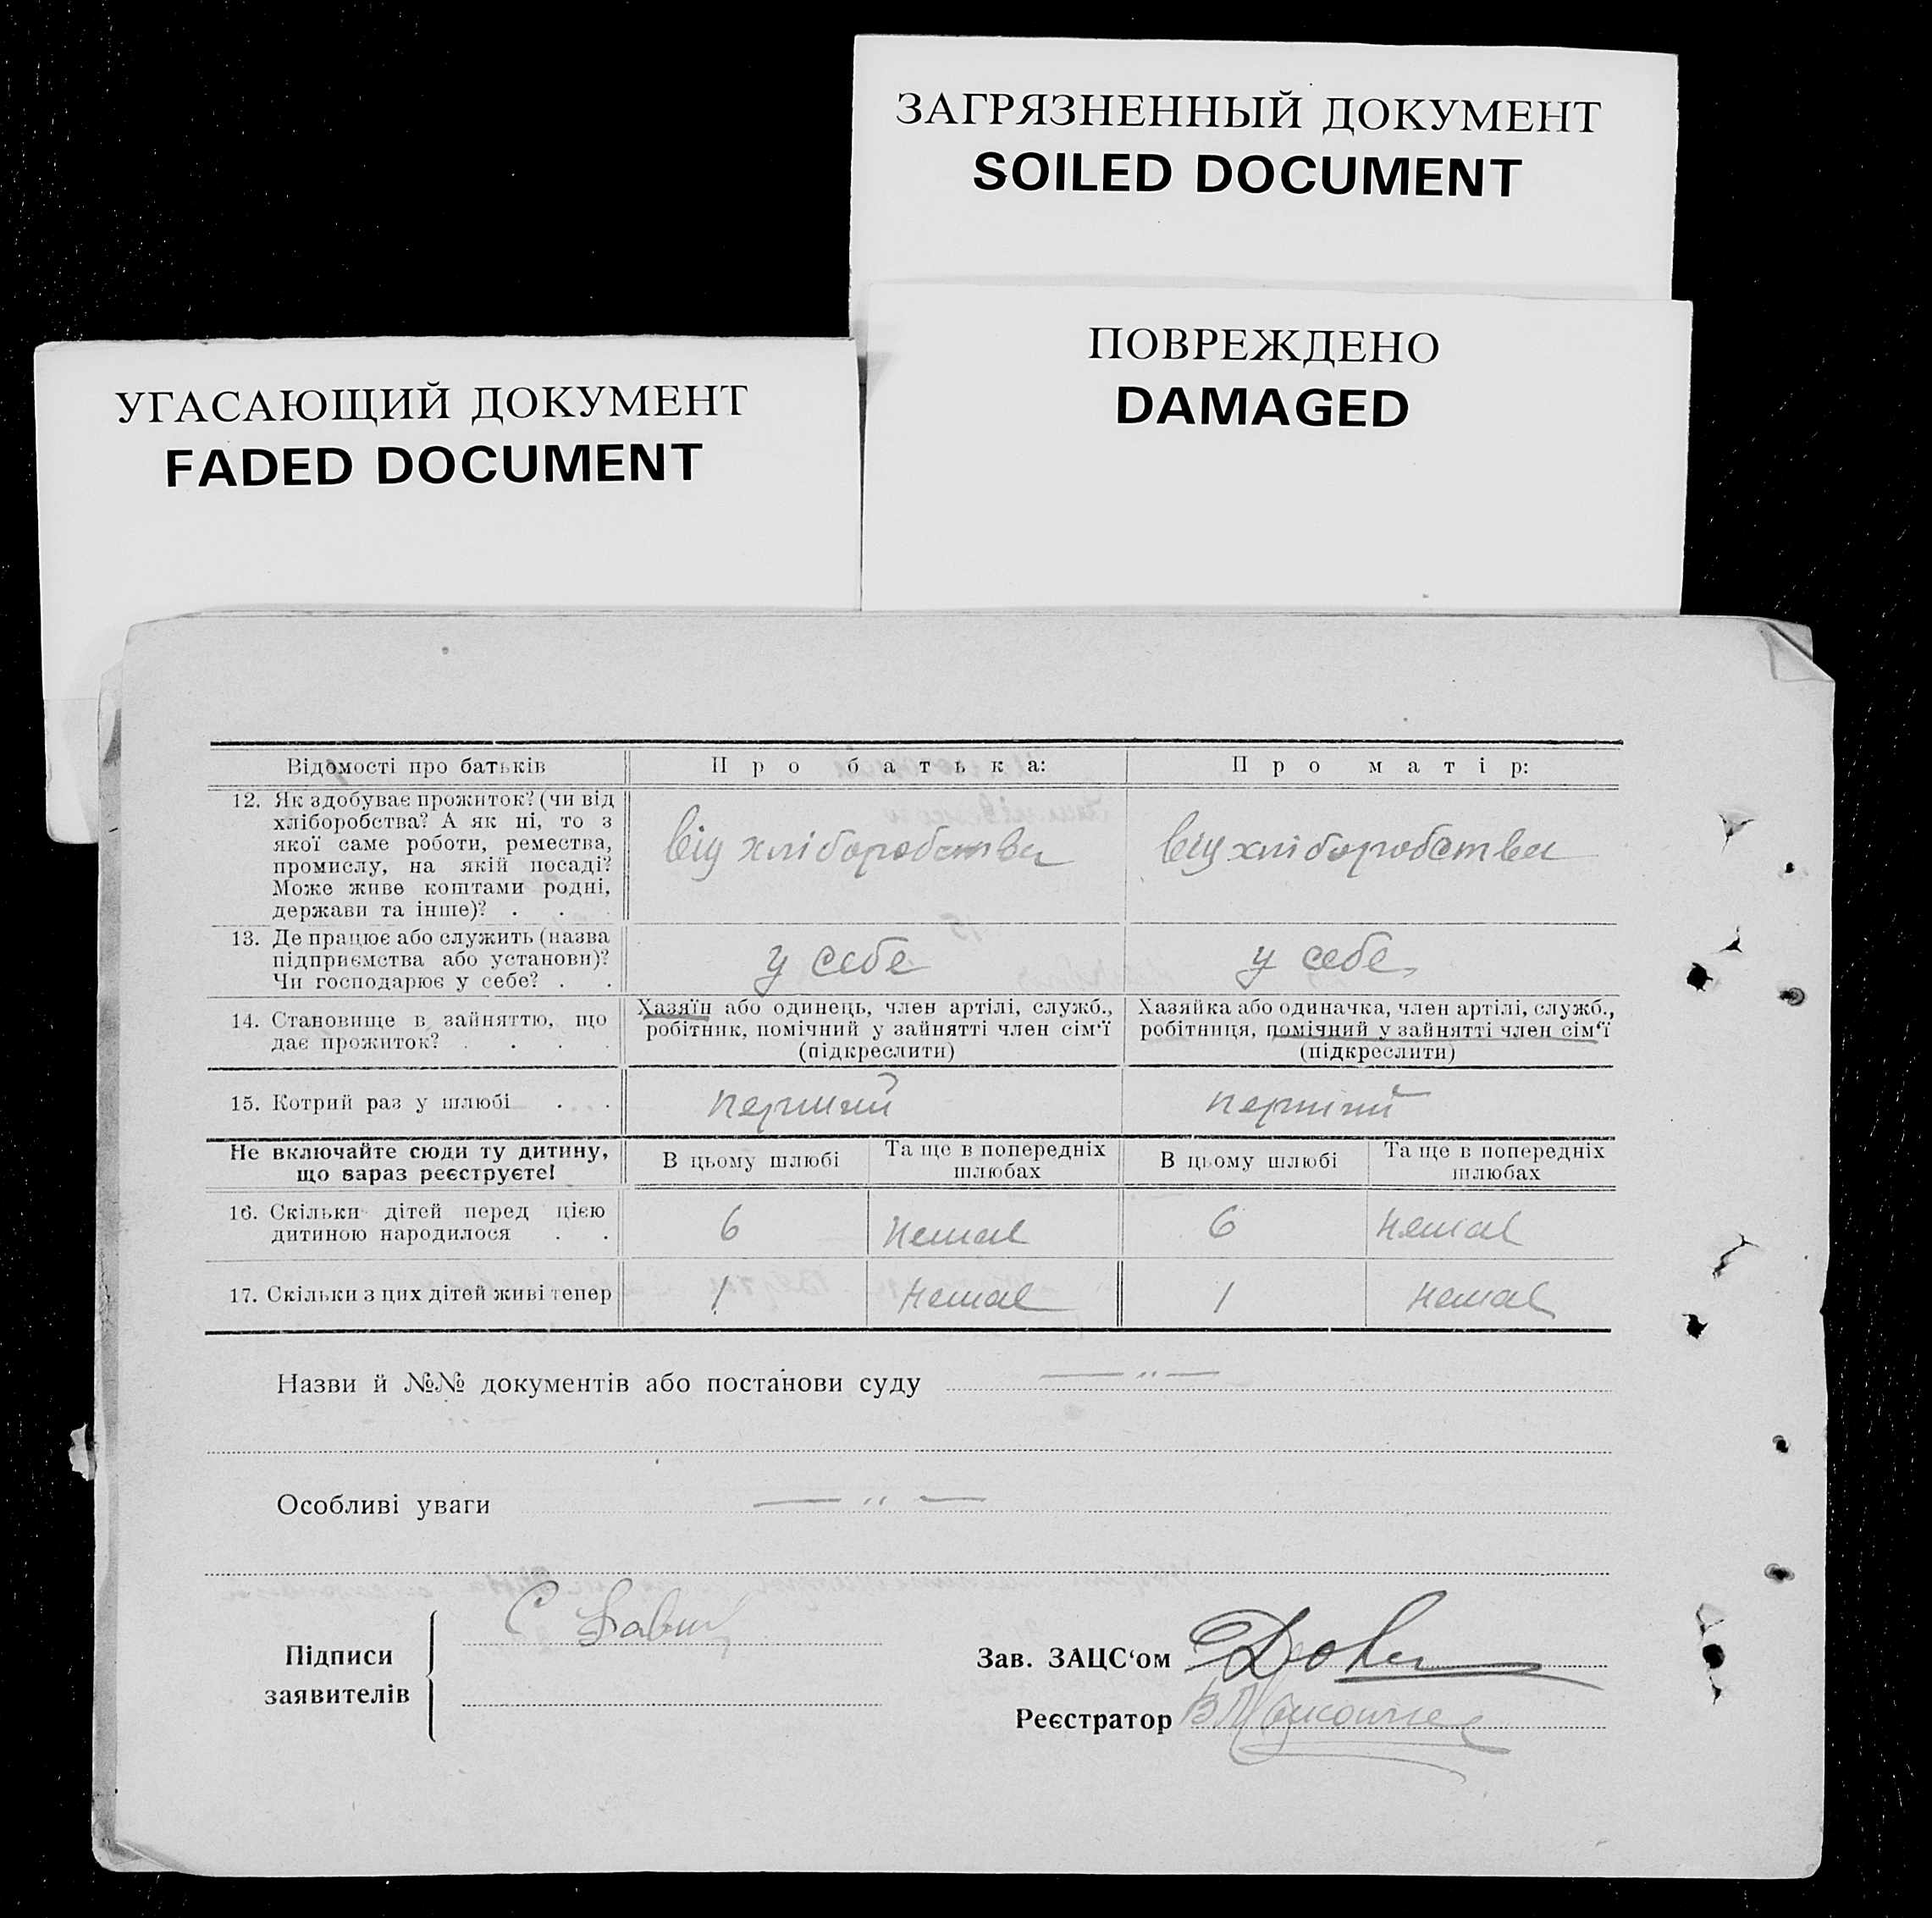 ЗАГРЯЗНЕННЫЙ ДОКУМЕНТ
SOILED DOCUMENT
ПОВРЕЖДЕНО
DAMAGED
УГАСАЮЩИЙ ДОКУМЕНТ
FADED DOCUMENT
Відомості про батьків
Про батька:
Про матір:
12. Як здобуває прожиток? (чи від
хліборобства? А як ні, то з
якої саме роботи, ремества,
промислу, на якій посаді?
Може живе коштами родні,
держави та інше)? . . .
від хліборобства
від хліборобства
13. Де працює або служить (назва
підприємства або установи)?
Чи господарює у себе? . .
у себе
у себе
14. Становище в зайняттю, що
дає прожиток? . . . .
Хазяїн або одинець, член артілі, служб.,
робітник, помічний у зайнятті член сім‘ї
(підкреслити)
Хазяйка або одиначка, член артілі, служб.,
робітниця, помічний у зайнятті член сім‘ї
(підкреслити)
15. Котрий раз у шлюбі . . .
перший
перший
Не включайте сюди ту дитину,
що зараз реєструєте!
В цьому шлюбі
Та ще в попередніх
шлюбах
В цьому шлюбі
Та ще в попередніх
шлюбах
16. Скільки дітей перед цією
дитиною народилося . .
6
немає
6
немає
17. Скільки з цих дітей живі тепер
1
немає
1
немає
Назви й №№ документів або постанови суду — " —
Особливі уваги — " —
Підписи
заявителів
С
Зав. ЗАЦС‘ом
Реєстратор